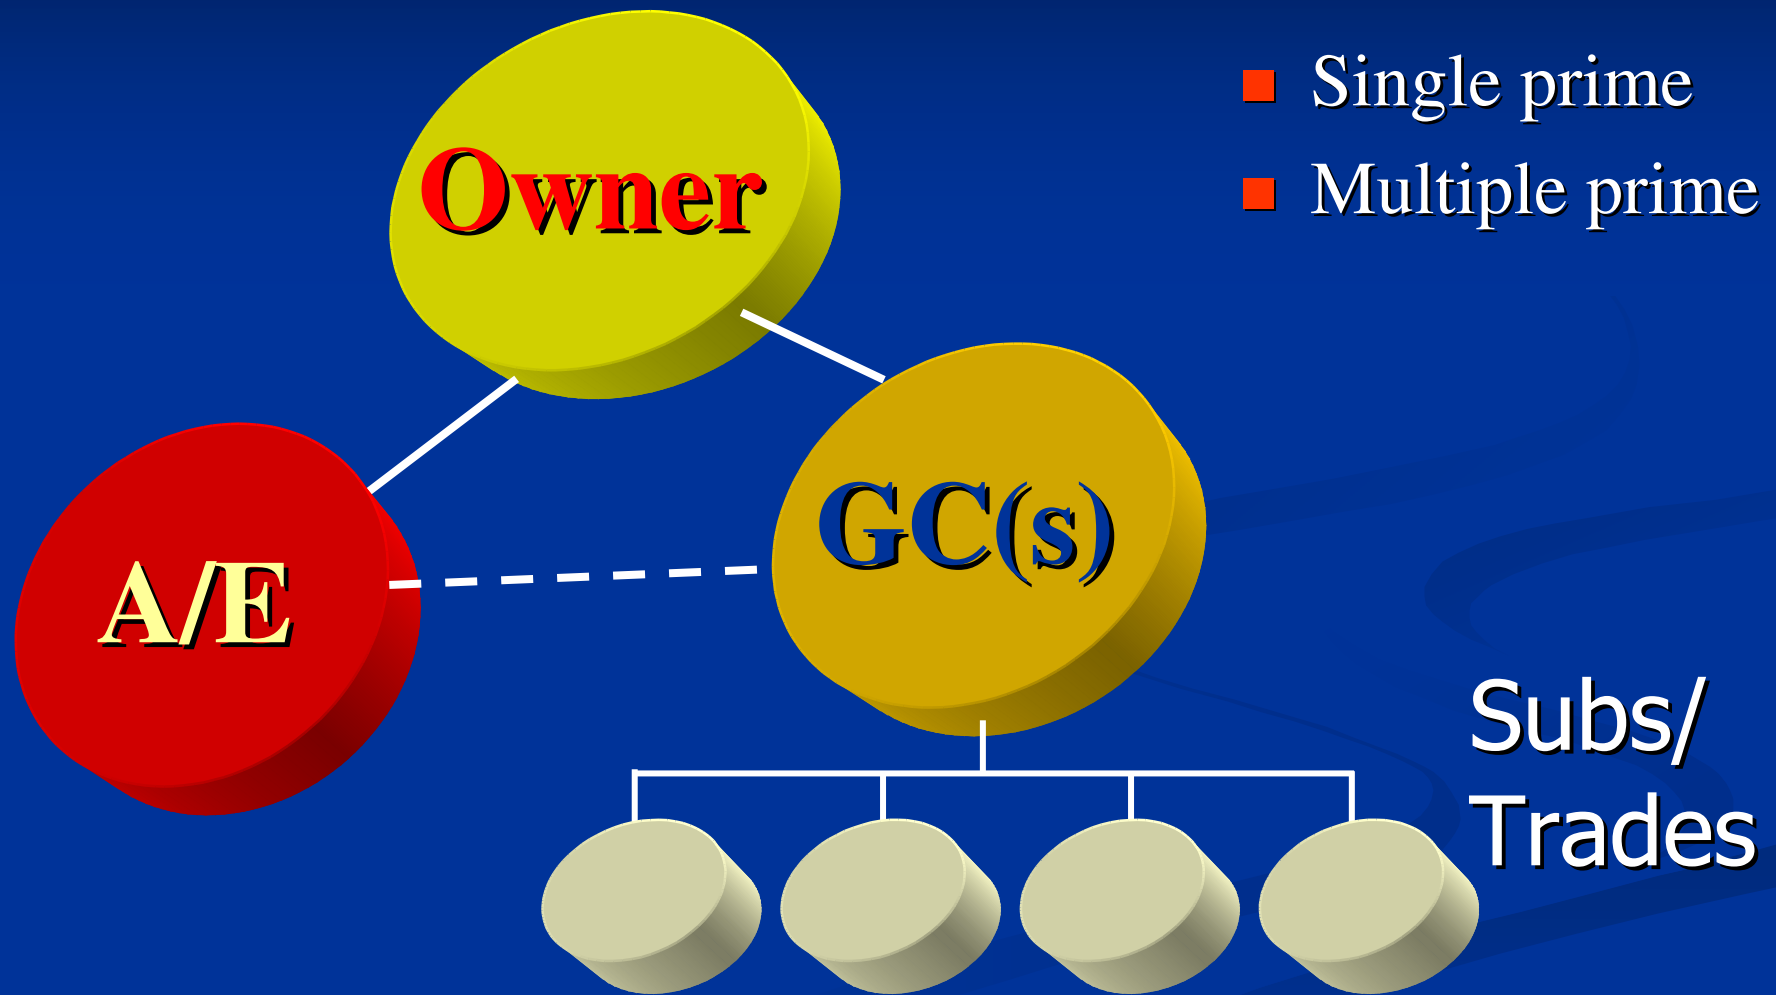 Single prime
Multiple prime
Owner
GC(s)
A/E
Subs/
Trades